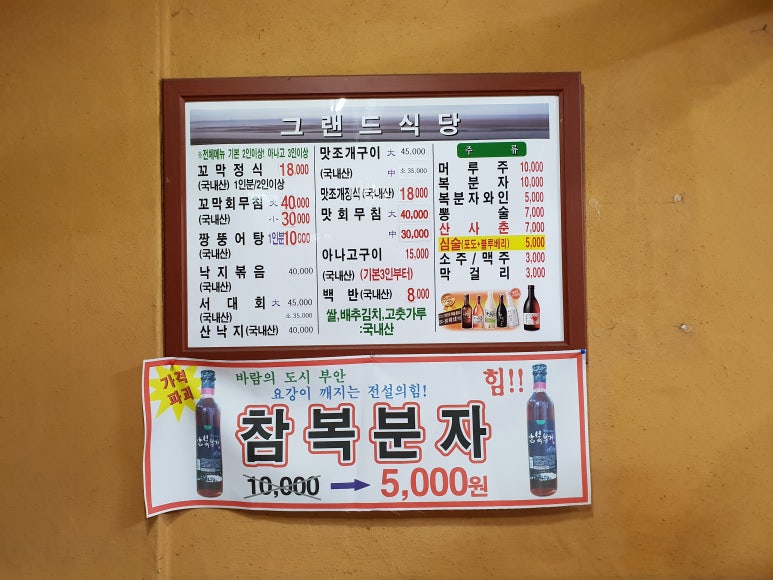 그랜드식당
※전체메뉴 기본 2인이상! 아나고 3인이상
꼬막정식 18,000
(국내산) 1인분/2인이상
꼬막회무침 大 40,000
(국내산) 小 30,000
짱뚱어탕 1인분 10,000
(국내산)
낙지볶음 40,000
(국내산)
서대회 大 45,000
(국내산) 小 35,000
산낙지(국내산) 40,000
맛조개구이 大 45,000
(국내산) 中 소 35,000
맛조개정식(국내산) 18,000
맛회무침 大 40,000
中 30,000
아나고구이 15,000
(국내산) (기본3인부터)
백반(국내산) 8,000
쌀,배추김치,고춧가루
:국내산
주류
머루주 10,000
복분자 10,000
복분자와인 5,000
뽕술 7,000
산사춘 7,000
심술(포도+블루베리) 5,000
소주/맥주 3,000
막걸리 3,000
가격
파괴
바람의 도시 부안
요강이 깨지는 전설의힘!
힘!!
참복분자
10,000 → 5,000원